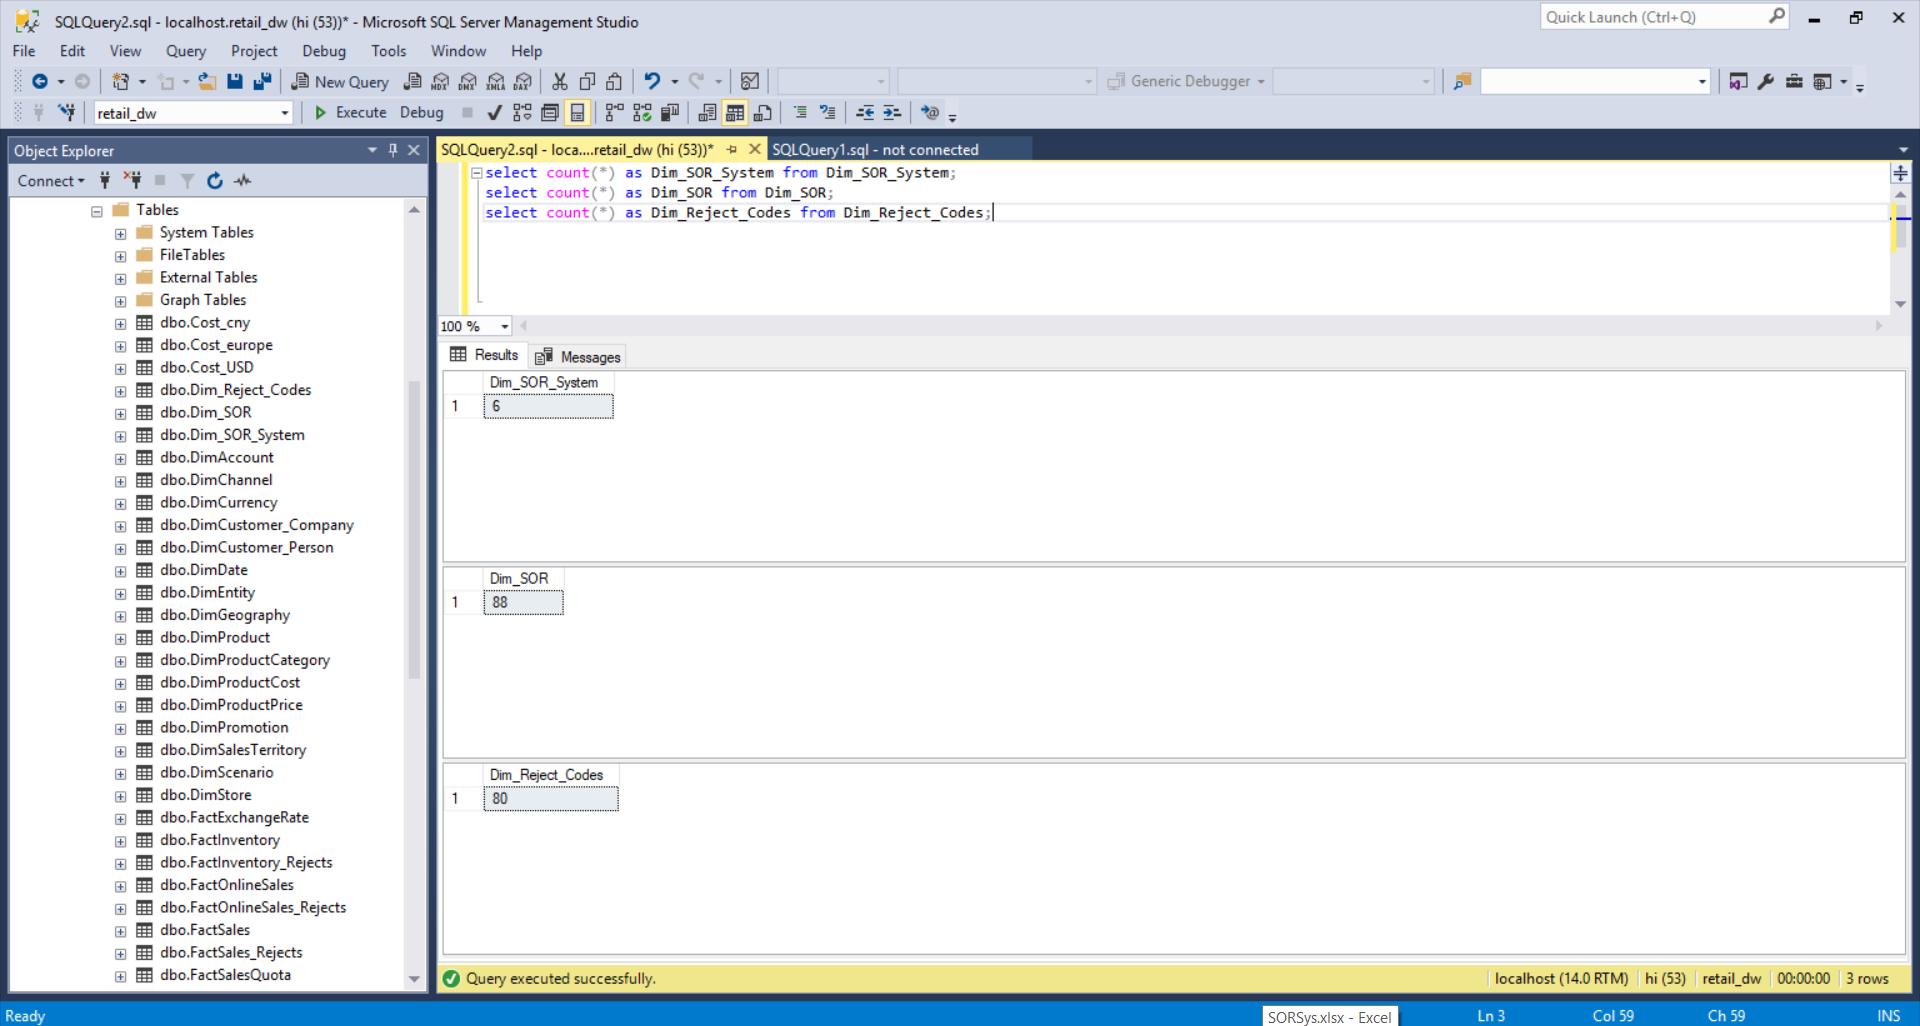 SQLQuery2.sql - localhost.retail_dw (hi (53))* - Microsoft SQL Server Management Studio
Quick Launch (Ctrl+Q)
File Edit View Query Project Debug Tools Window Help
New Query MDX DMX XMLA DAX Generic Debugger
retail_dw Execute Debug
Object Explorer
Connect
Tables
System Tables
FileTables
External Tables
Graph Tables
dbo.Cost_cny
dbo.Cost_europe
dbo.Cost_USD
dbo.Dim_Reject_Codes
dbo.Dim_SOR
dbo.Dim_SOR_System
dbo.DimAccount
dbo.DimChannel
dbo.DimCurrency
dbo.DimCustomer_Company
dbo.DimCustomer_Person
dbo.DimDate
dbo.DimEntity
dbo.DimGeography
dbo.DimProduct
dbo.DimProductCategory
dbo.DimProductCost
dbo.DimProductPrice
dbo.DimPromotion
dbo.DimSalesTerritory
dbo.DimScenario
dbo.DimStore
dbo.FactExchangeRate
dbo.FactInventory
dbo.FactInventory_Rejects
dbo.FactOnlineSales
dbo.FactOnlineSales_Rejects
dbo.FactSales
dbo.FactSales_Rejects
dbo.FactSalesQuota
SQLQuery2.sql - loca....retail_dw (hi (53))* SQLQuery1.sql - not connected
select count(*) as Dim_SOR_System from Dim_SOR_System;
select count(*) as Dim_SOR from Dim_SOR;
select count(*) as Dim_Reject_Codes from Dim_Reject_Codes;
100 %
Results Messages
Dim_SOR_System
1 6
Dim_SOR
1 88
Dim_Reject_Codes
1 80
Query executed successfully. localhost (14.0 RTM) hi (53) retail_dw 00:00:00 3 rows
Ready SORSys.xlsx - Excel Ln 3 Col 59 Ch 59 INS